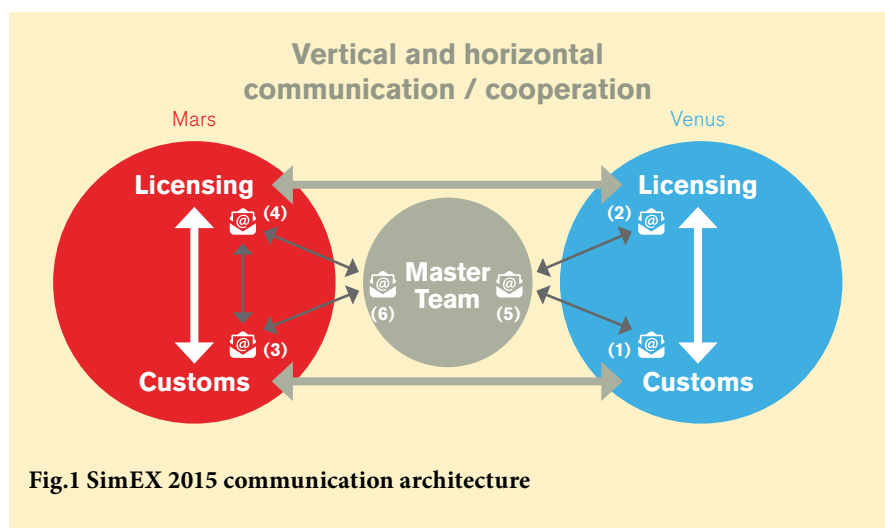 Vertical and horizontal
communication / cooperation
Mars
Venus
Licensing
Licensing
@ (4)
(2) @
@ Master @
Team
(6)
(5)
@ (3)
(1) @
Customs
Customs
Fig.1 SimEX 2015 communication architecture